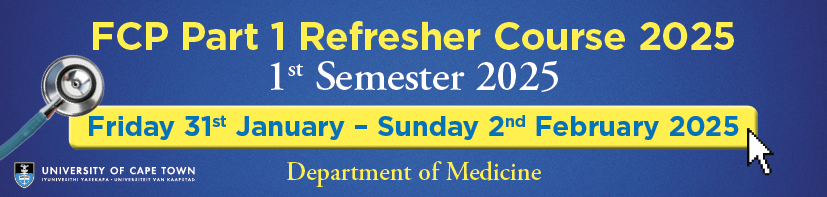 FCP Part 1 Refresher Course 2025
1st Semester 2025
Friday 31st January – Sunday 2nd February 2025
UNIVERSITY OF CAPE TOWN
IYUNIVESITHI YASEKAPA • UNIVERSITEIT VAN KAAPSTAD
Department of Medicine